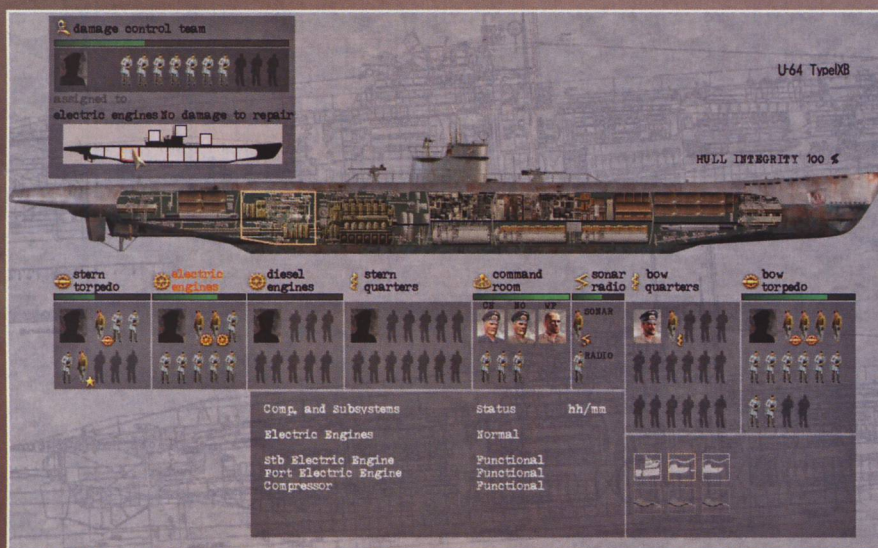 damage control team
assigned to
electric engines No damage to repair
U-64 TypeIXB
HULL INTEGRITY 100 %
stern torpedo
electric engines
diesel engines
stern quarters
command room
sonar radio
bow quarters
bow torpedo
CE NO WP
SONAR
RADIO
Comp. and Subsystems Status hh/mm
Electric Engines Normal
Stb Electric Engine Functional
Port Electric Engine Functional
Compressor Functional